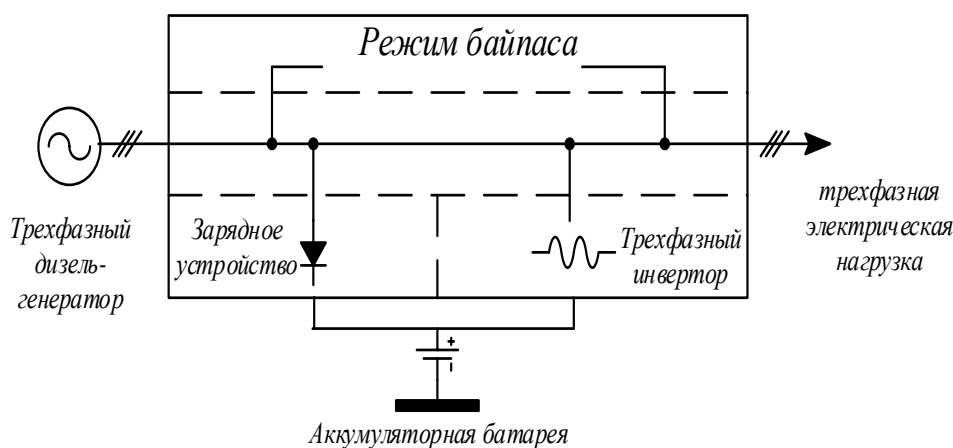 Режим байпаса
Трехфазный
дизель-
генератор
Зарядное
устройство
Трехфазный
инвертор
трехфазная
электрическая
нагрузка
+
Аккумуляторная батарея